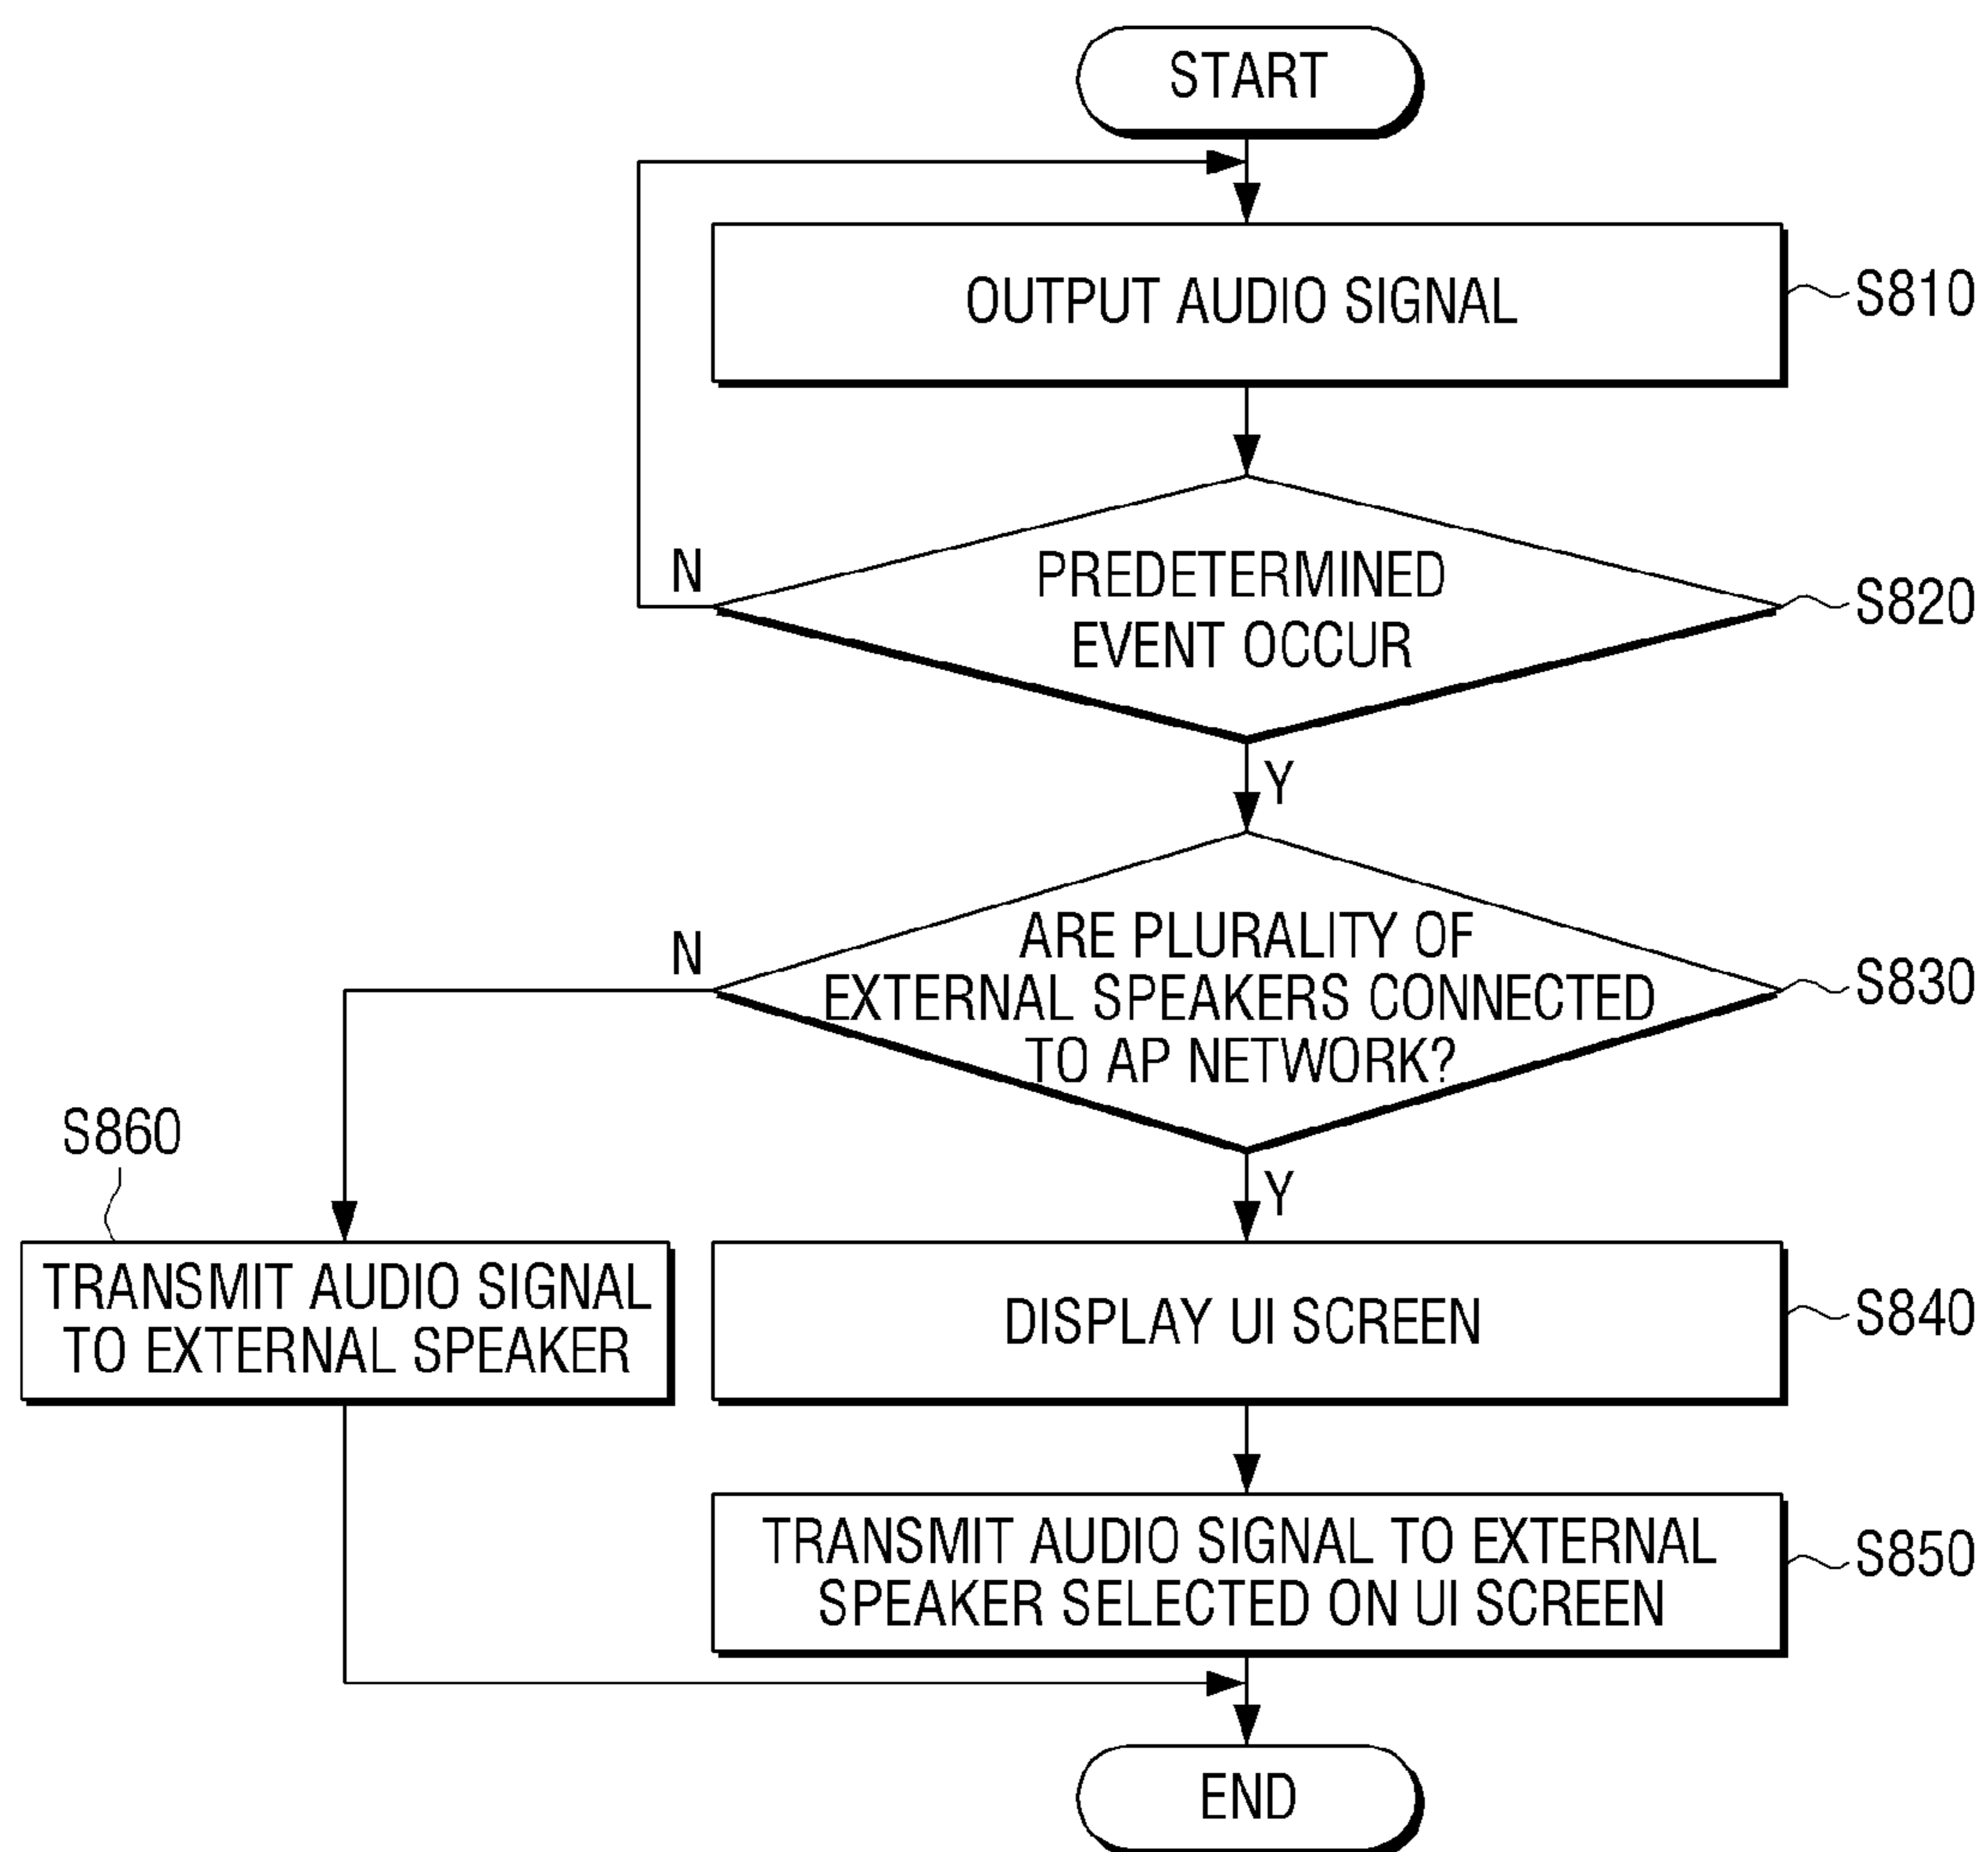 START
OUTPUT AUDIO SIGNAL
S810
PREDETERMINED
EVENT OCCUR
S820
N
Y
ARE PLURALITY OF
EXTERNAL SPEAKERS CONNECTED
TO AP NETWORK?
S830
N
Y
S860
TRANSMIT AUDIO SIGNAL
TO EXTERNAL SPEAKER
DISPLAY UI SCREEN
S840
TRANSMIT AUDIO SIGNAL TO EXTERNAL
SPEAKER SELECTED ON UI SCREEN
S850
END